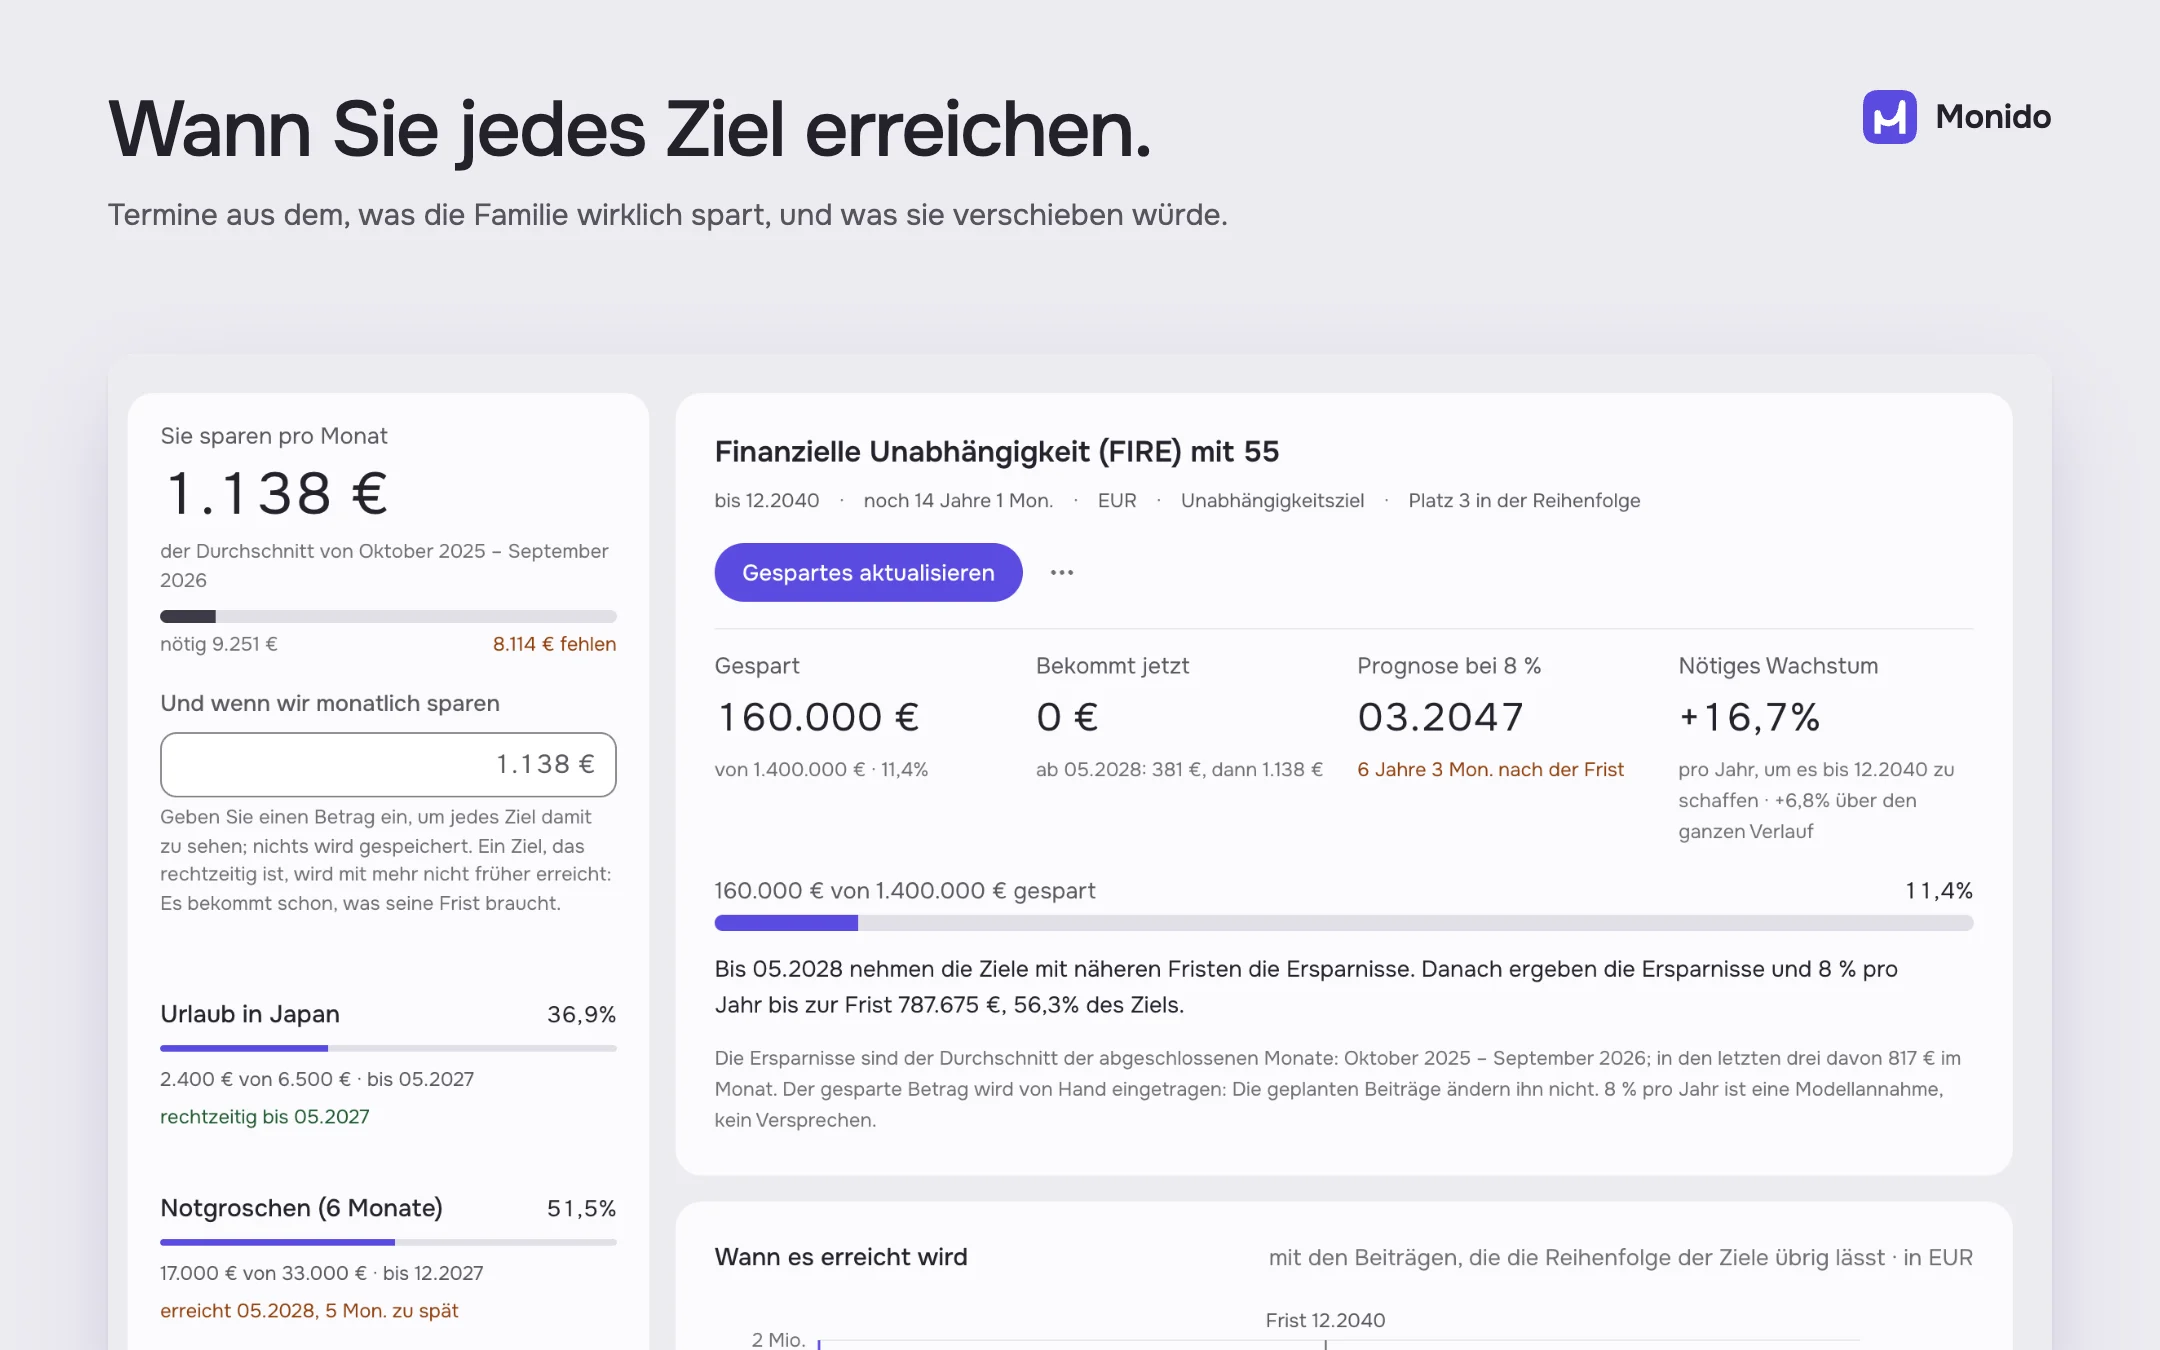 Wann Sie jedes Ziel erreichen.
Monido
Termine aus dem, was die Familie wirklich spart, und was sie verschieben würde.
Sie sparen pro Monat
1.138 €
der Durchschnitt von Oktober 2025 – September
2026
nötig 9.251 €
8.114 € fehlen
Und wenn wir monatlich sparen
1.138 €
Geben Sie einen Betrag ein, um jedes Ziel damit
zu sehen; nichts wird gespeichert. Ein Ziel, das
rechtzeitig ist, wird mit mehr nicht früher erreicht:
Es bekommt schon, was seine Frist braucht.
Urlaub in Japan
36,9%
2.400 € von 6.500 € · bis 05.2027
rechtzeitig bis 05.2027
Notgroschen (6 Monate)
51,5%
17.000 € von 33.000 € · bis 12.2027
erreicht 05.2028, 5 Mon. zu spät
Finanzielle Unabhängigkeit (FIRE) mit 55
bis 12.2040 · noch 14 Jahre 1 Mon. · EUR · Unabhängigkeitsziel · Platz 3 in der Reihenfolge
Gespartes aktualisieren
Gespart
160.000 €
von 1.400.000 € · 11,4%
Bekommt jetzt
0 €
ab 05.2028: 381 €, dann 1.138 €
Prognose bei 8 %
03.2047
6 Jahre 3 Mon. nach der Frist
Nötiges Wachstum
+16,7%
pro Jahr, um es bis 12.2040 zu
schaffen · +6,8% über den
ganzen Verlauf
160.000 € von 1.400.000 € gespart
11,4%
Bis 05.2028 nehmen die Ziele mit näheren Fristen die Ersparnisse. Danach ergeben die Ersparnisse und 8 % pro
Jahr bis zur Frist 787.675 €, 56,3% des Ziels.
Die Ersparnisse sind der Durchschnitt der abgeschlossenen Monate: Oktober 2025 – September 2026; in den letzten drei davon 817 € im
Monat. Der gesparte Betrag wird von Hand eingetragen: Die geplanten Beiträge ändern ihn nicht. 8 % pro Jahr ist eine Modellannahme,
kein Versprechen.
Wann es erreicht wird
mit den Beiträgen, die die Reihenfolge der Ziele übrig lässt · in EUR
Frist 12.2040
2 Mio.